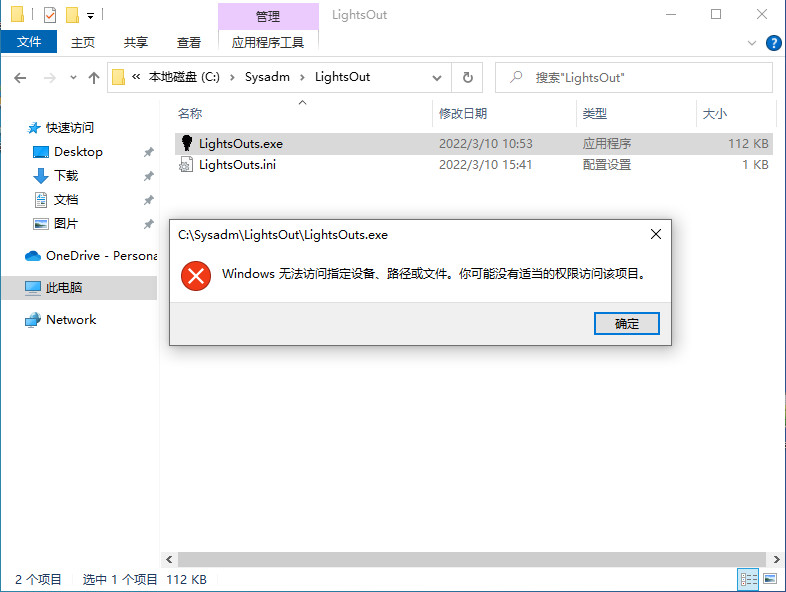 管理
LightsOut
文件
主页
共享
查看
应用程序工具
« 本地磁盘 (C:) › Sysadm › LightsOut
搜索"LightsOut"
名称
修改日期
类型
大小
快速访问
Desktop
下载
文档
图片
OneDrive - Persona
此电脑
Network
LightsOuts.exe 2022/3/10 10:53 应用程序 112 KB
LightsOuts.ini 2022/3/10 15:41 配置设置 1 KB
C:\Sysadm\LightsOut\LightsOuts.exe
Windows 无法访问指定设备、路径或文件。你可能没有适当的权限访问该项目。
确定
2 个项目 选中 1 个项目 112 KB